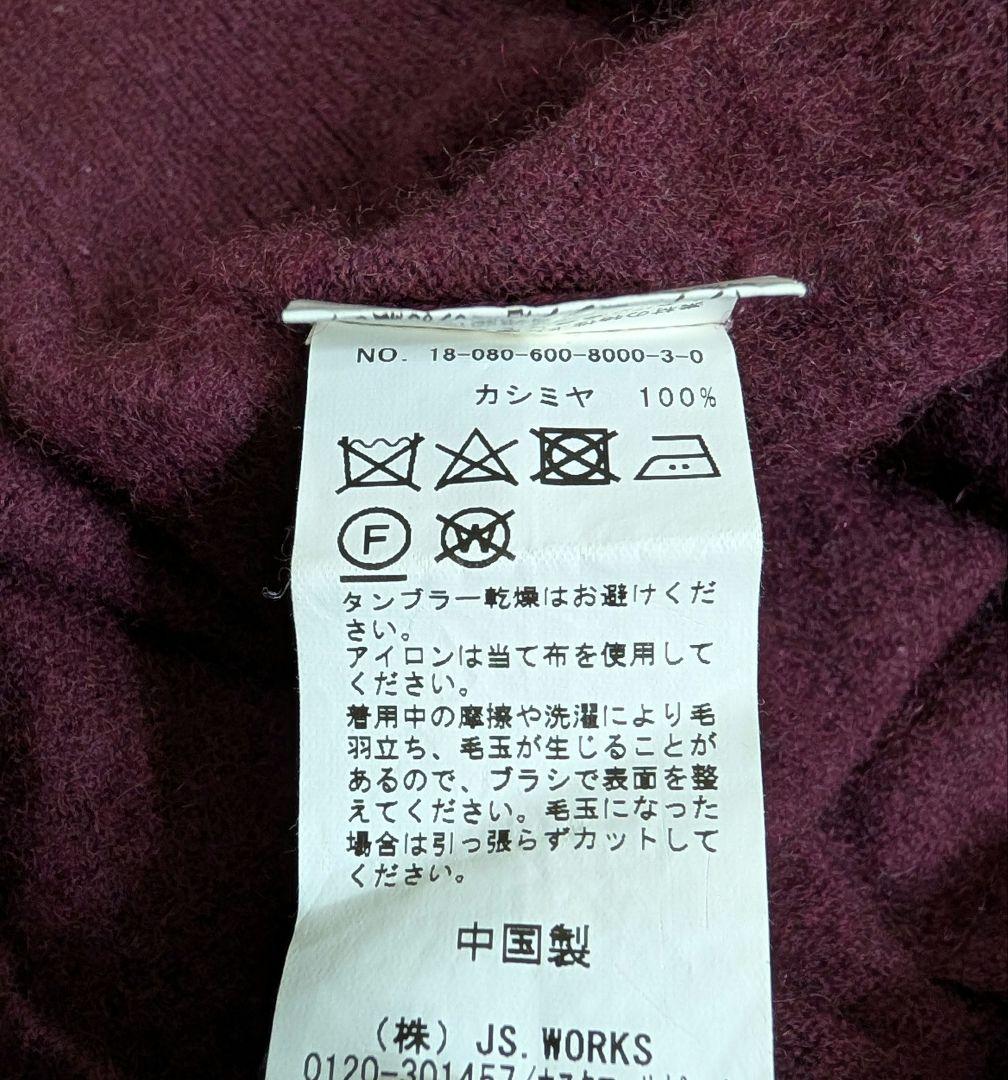 NO. 18-080-600-8000-3-0
カシミヤ 100%
F
W
タンブラー乾燥はお避けくだ
さい。
アイロンは当て布を使用して
ください。
着用中の摩擦や洗濯により毛
羽立ち、毛玉が生じることが
あるので、ブラシで表面を整
えてください。毛玉になった
場合は引っ張らずカットして
ください。
中国製
(株) JS.WORKS
0120-301457/